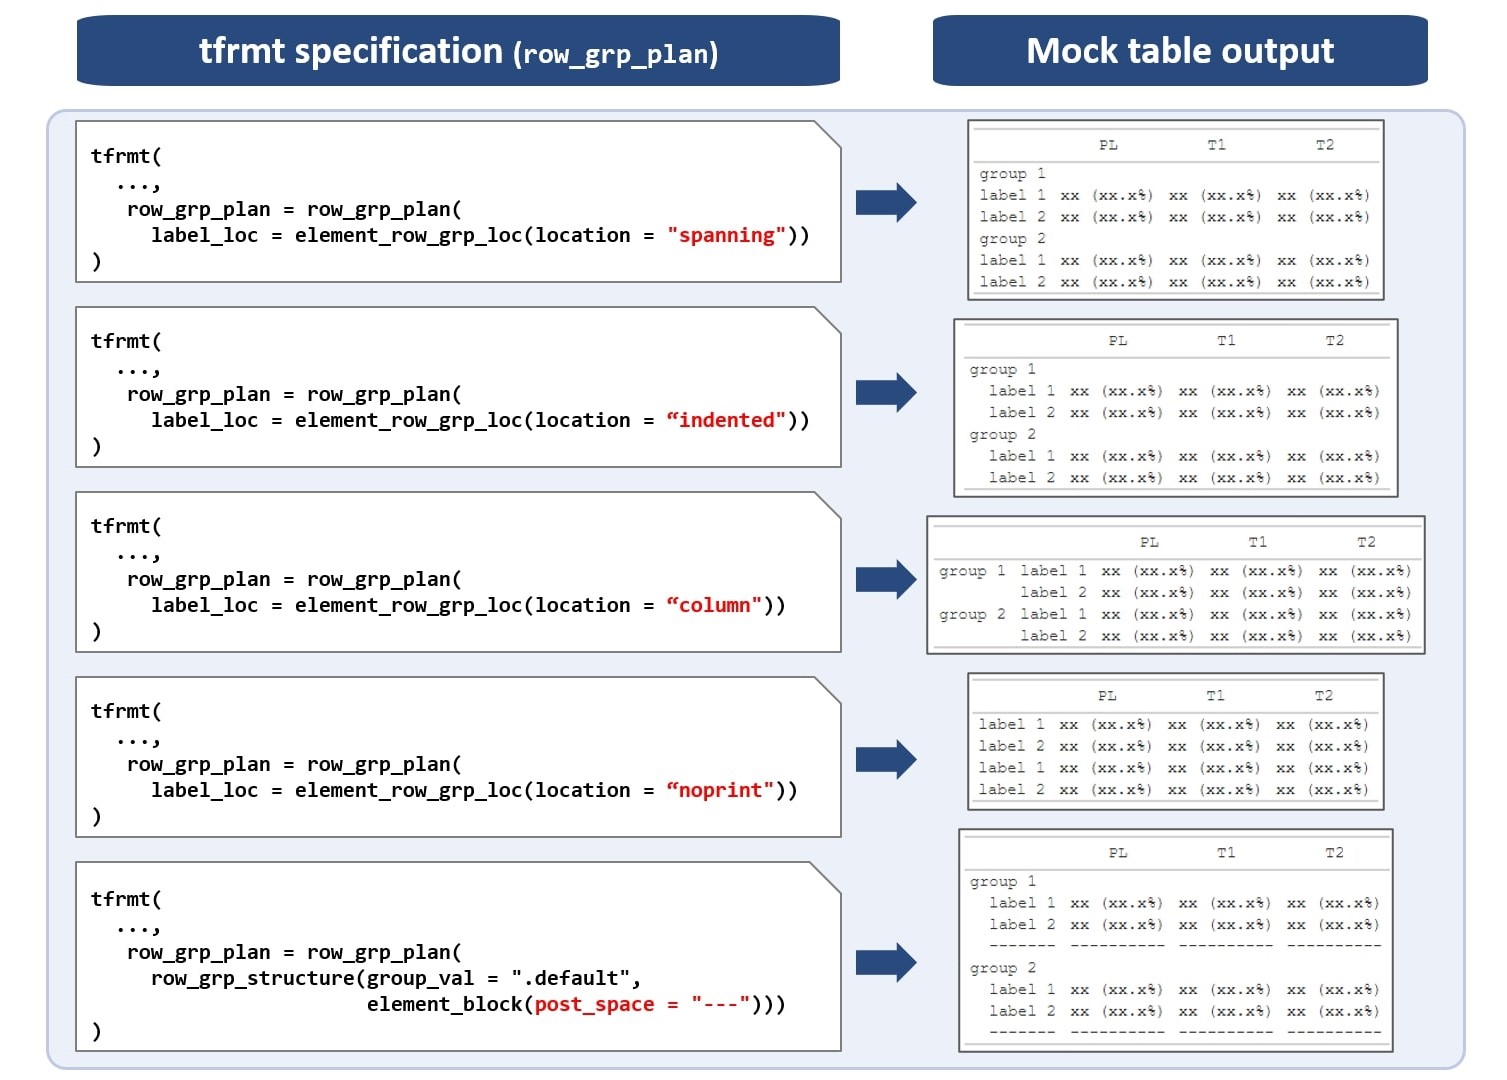 tfrmt specification (row_grp_plan)
Mock table output
tfrmt(
...,
row_grp_plan = row_grp_plan(
label_loc = element_row_grp_loc(location = "spanning"))
)
PL T1 T2
group 1
label 1 xx (xx.x%) xx (xx.x%) xx (xx.x%)
label 2 xx (xx.x%) xx (xx.x%) xx (xx.x%)
group 2
label 1 xx (xx.x%) xx (xx.x%) xx (xx.x%)
label 2 xx (xx.x%) xx (xx.x%) xx (xx.x%)
tfrmt(
...,
row_grp_plan = row_grp_plan(
label_loc = element_row_grp_loc(location = “indented"))
)
PL T1 T2
group 1
label 1 xx (xx.x%) xx (xx.x%) xx (xx.x%)
label 2 xx (xx.x%) xx (xx.x%) xx (xx.x%)
group 2
label 1 xx (xx.x%) xx (xx.x%) xx (xx.x%)
label 2 xx (xx.x%) xx (xx.x%) xx (xx.x%)
tfrmt(
...,
row_grp_plan = row_grp_plan(
label_loc = element_row_grp_loc(location = “column"))
)
PL T1 T2
group 1 label 1 xx (xx.x%) xx (xx.x%) xx (xx.x%)
label 2 xx (xx.x%) xx (xx.x%) xx (xx.x%)
group 2 label 1 xx (xx.x%) xx (xx.x%) xx (xx.x%)
label 2 xx (xx.x%) xx (xx.x%) xx (xx.x%)
tfrmt(
...,
row_grp_plan = row_grp_plan(
label_loc = element_row_grp_loc(location = “noprint"))
)
PL T1 T2
label 1 xx (xx.x%) xx (xx.x%) xx (xx.x%)
label 2 xx (xx.x%) xx (xx.x%) xx (xx.x%)
label 1 xx (xx.x%) xx (xx.x%) xx (xx.x%)
label 2 xx (xx.x%) xx (xx.x%) xx (xx.x%)
tfrmt(
...,
row_grp_plan = row_grp_plan(
row_grp_structure(group_val = ".default",
element_block(post_space = "---")))
)
PL T1 T2
group 1
label 1 xx (xx.x%) xx (xx.x%) xx (xx.x%)
label 2 xx (xx.x%) xx (xx.x%) xx (xx.x%)
------- ---------- ---------- ----------
group 2
label 1 xx (xx.x%) xx (xx.x%) xx (xx.x%)
label 2 xx (xx.x%) xx (xx.x%) xx (xx.x%)
------- ---------- ---------- ----------